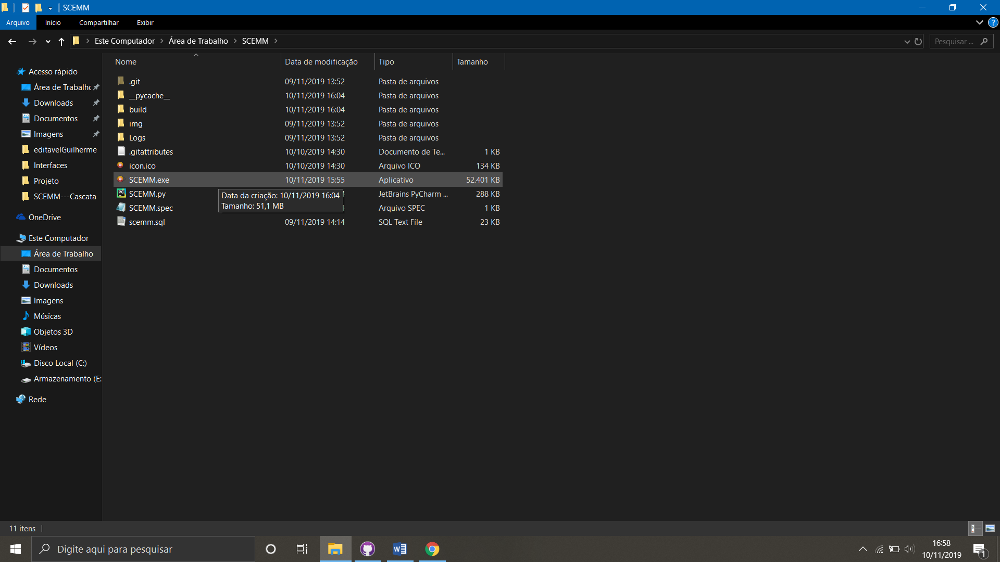 SCEMM
Arquivo Início Compartilhar Exibir
Este Computador Área de Trabalho SCEMM
Pesquisar ...
Nome Data de modificação Tipo Tamanho
.git 09/11/2019 13:52 Pasta de arquivos
__pycache__ 10/11/2019 16:04 Pasta de arquivos
build 10/11/2019 16:04 Pasta de arquivos
img 09/11/2019 13:52 Pasta de arquivos
Logs 09/11/2019 13:52 Pasta de arquivos
.gitattributes 10/10/2019 14:30 Documento de Te... 1 KB
icon.ico 10/10/2019 14:30 Arquivo ICO 134 KB
SCEMM.exe 10/11/2019 15:55 Aplicativo 52.401 KB
SCEMM.py JetBrains PyCharm ... 288 KB
SCEMM.spec Arquivo SPEC 1 KB
scemm.sql 09/11/2019 14:14 SQL Text File 23 KB
Data da criação: 10/11/2019 16:04
Tamanho: 51,1 MB
Acesso rápido
Área de Trabalho
Downloads
Documentos
Imagens
editavelGuilherme
Interfaces
Projeto
SCEMM---Cascata
OneDrive
Este Computador
Área de Trabalho
Documentos
Downloads
Imagens
Músicas
Objetos 3D
Vídeos
Disco Local (C:)
Armazenamento (E:
Rede
11 itens
Digite aqui para pesquisar
16:58
10/11/2019
1